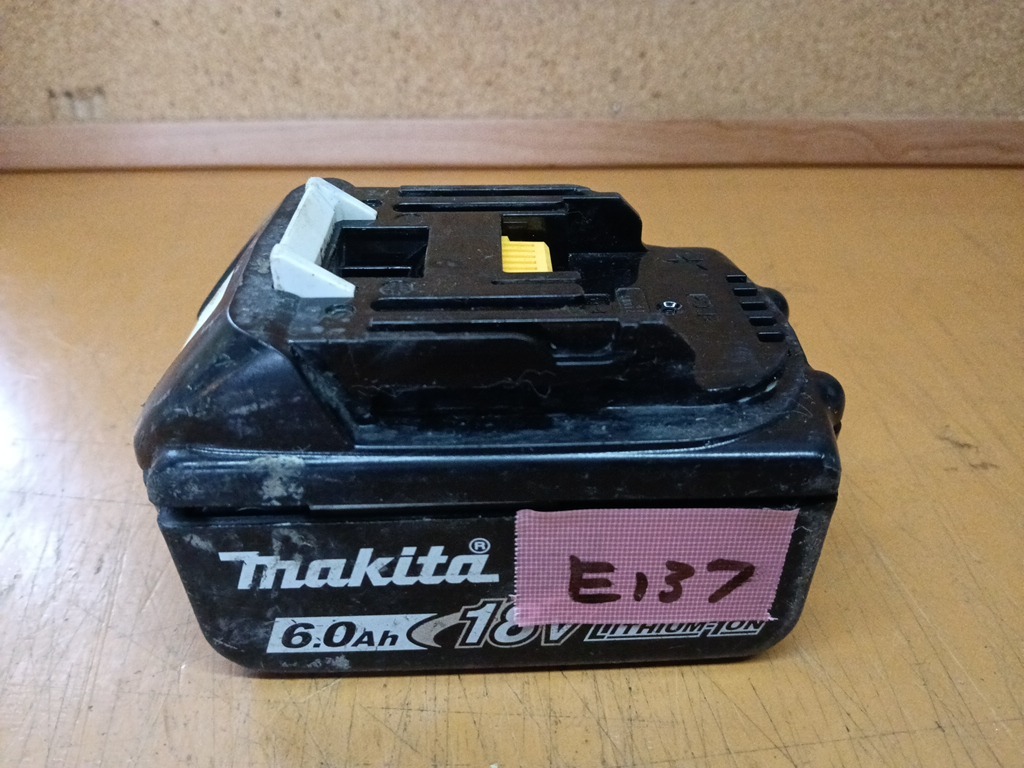 makita®
E137
6.0Ah 18V LITHIUM-ION